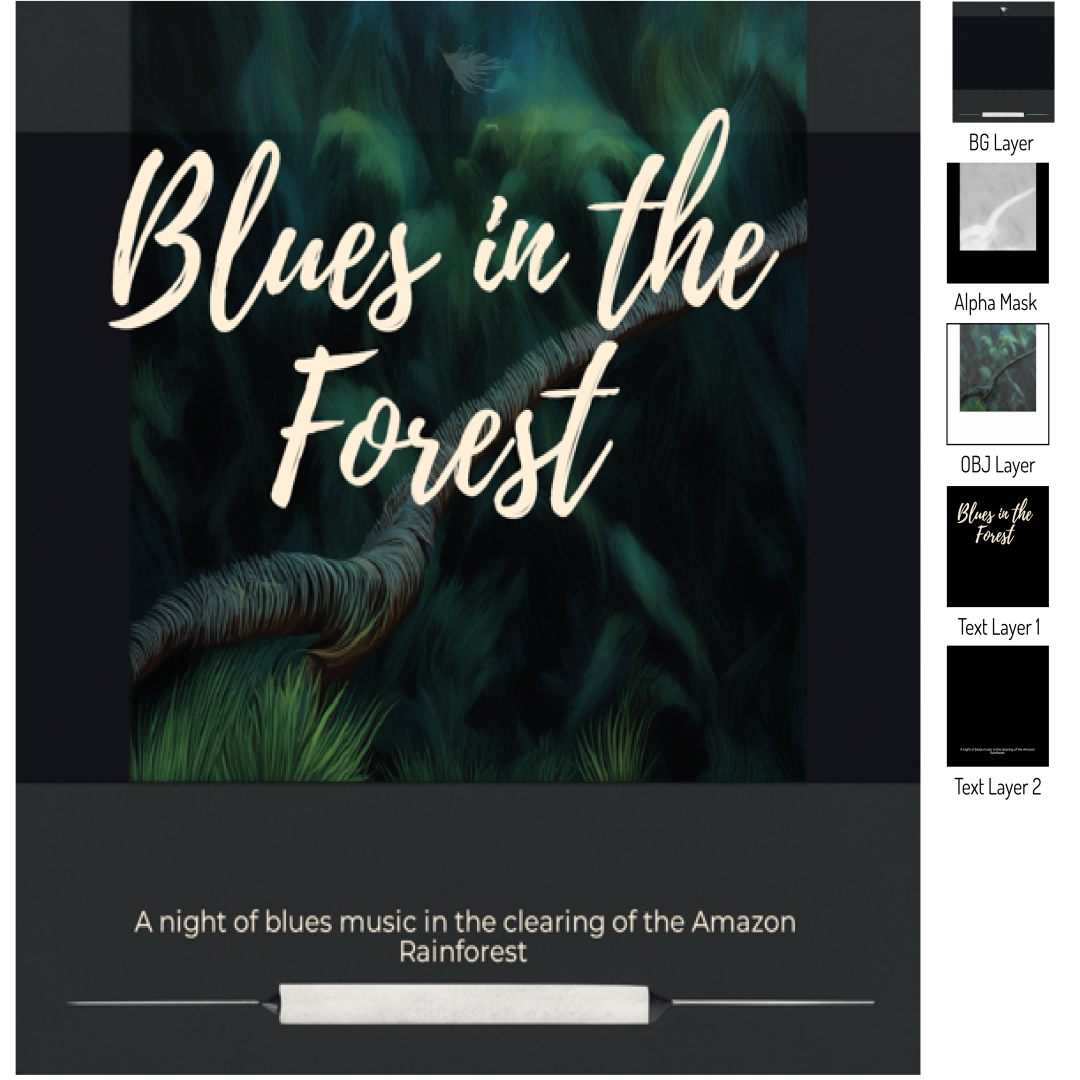 Blues in the
Forest
A night of blues music in the clearing of the Amazon
Rainforest
BG Layer
Alpha Mask
OBJ Layer
Blues in the
Forest
Text Layer 1
A night of blues music in the clearing of the Amazon
Rainforest
Text Layer 2